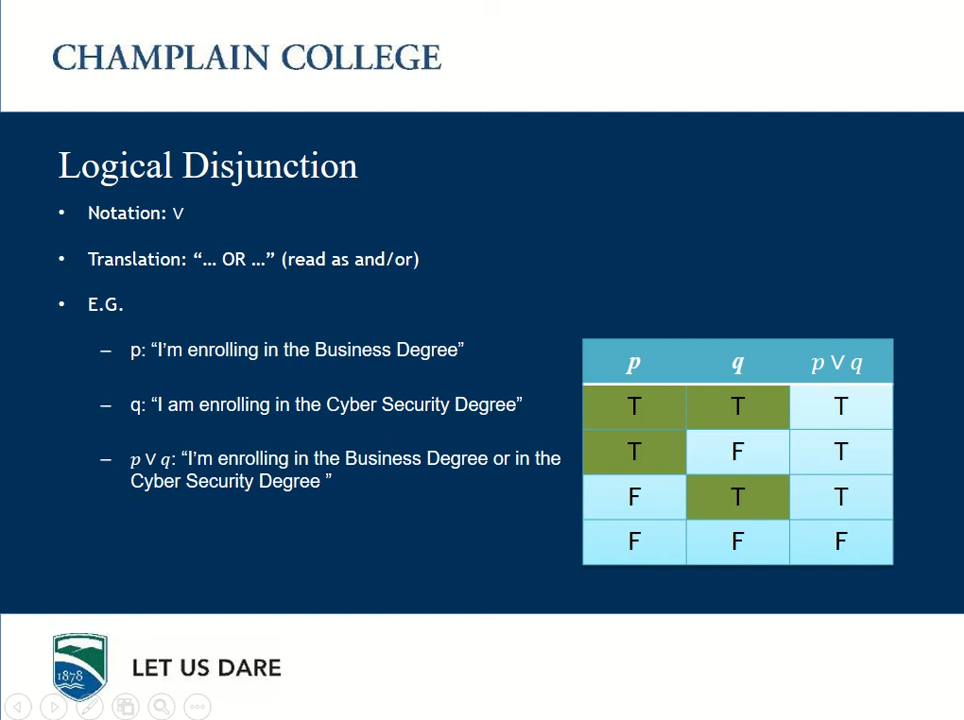 CHAMPLAIN COLLEGE
Logical Disjunction
• Notation: ∨
• Translation: “… OR …” (read as and/or)
• E.G.
– p: “I’m enrolling in the Business Degree”
– q: “I am enrolling in the Cyber Security Degree”
– p ∨ q: “I’m enrolling in the Business Degree or in the
Cyber Security Degree ”
p q p ∨ q
T T T
T F T
F T T
F F F
1878
LET US DARE